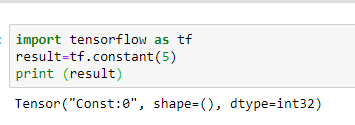 import tensorflow as tf
result=tf.constant(5)
print (result)
Tensor("Const:0", shape=(), dtype=int32)